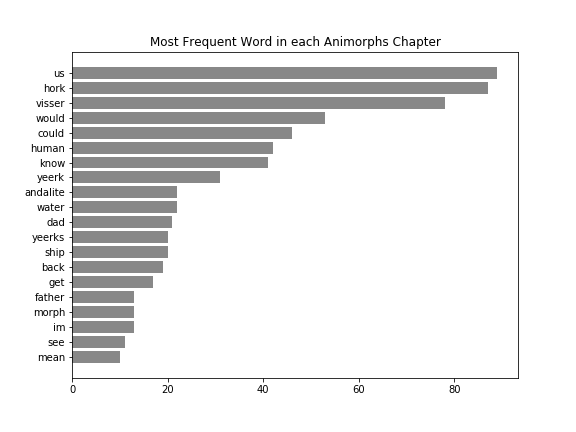 Most Frequent Word in each Animorphs Chapter
us
hork
visser
would
could
human
know
yeerk
andalite
water
dad
yeerks
ship
back
get
father
morph
im
see
mean
0 20 40 60 80